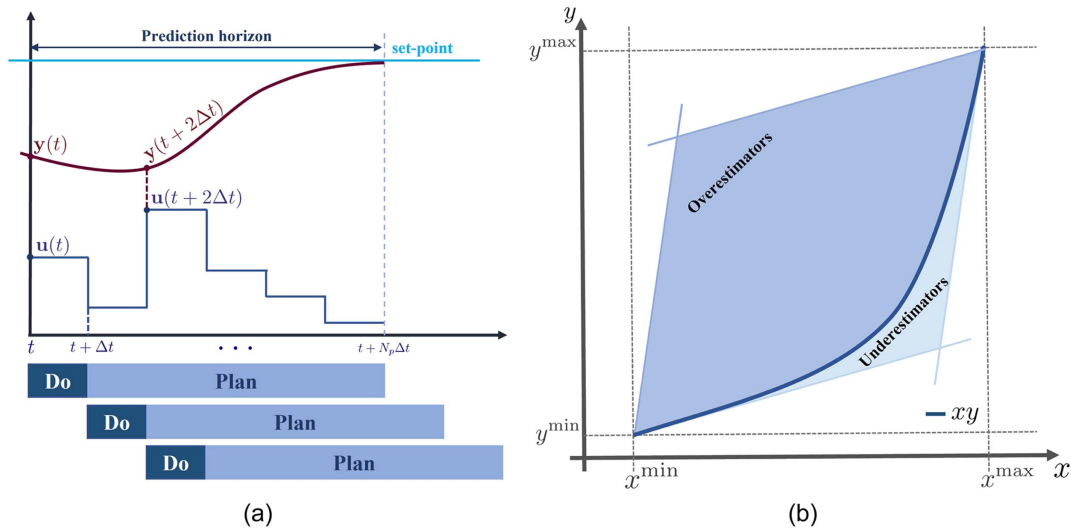 Prediction horizon
set-point
y(t)
y(t + 2Δt)
u(t + 2Δt)
u(t)
t
t + Δt
...
t + N_pΔt
Do Plan
Do Plan
Do Plan
(a)
y
y^max
Overestimators
Underestimators
xy
y^min
x^min
x^max
x
(b)